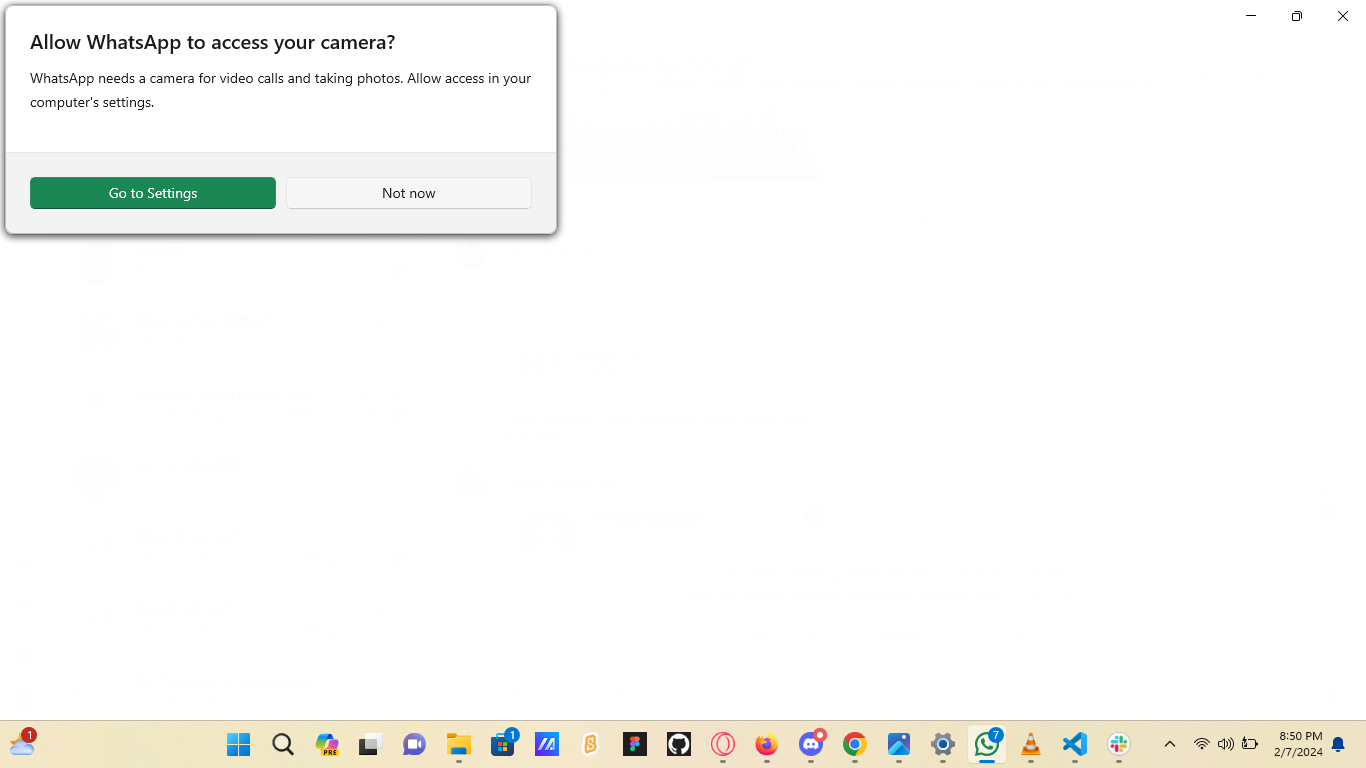 Allow WhatsApp to access your camera?
WhatsApp needs a camera for video calls and taking photos. Allow access in your
computer's settings.
Go to Settings
Not now
1
PRE
1
7
8:50 PM
2/7/2024